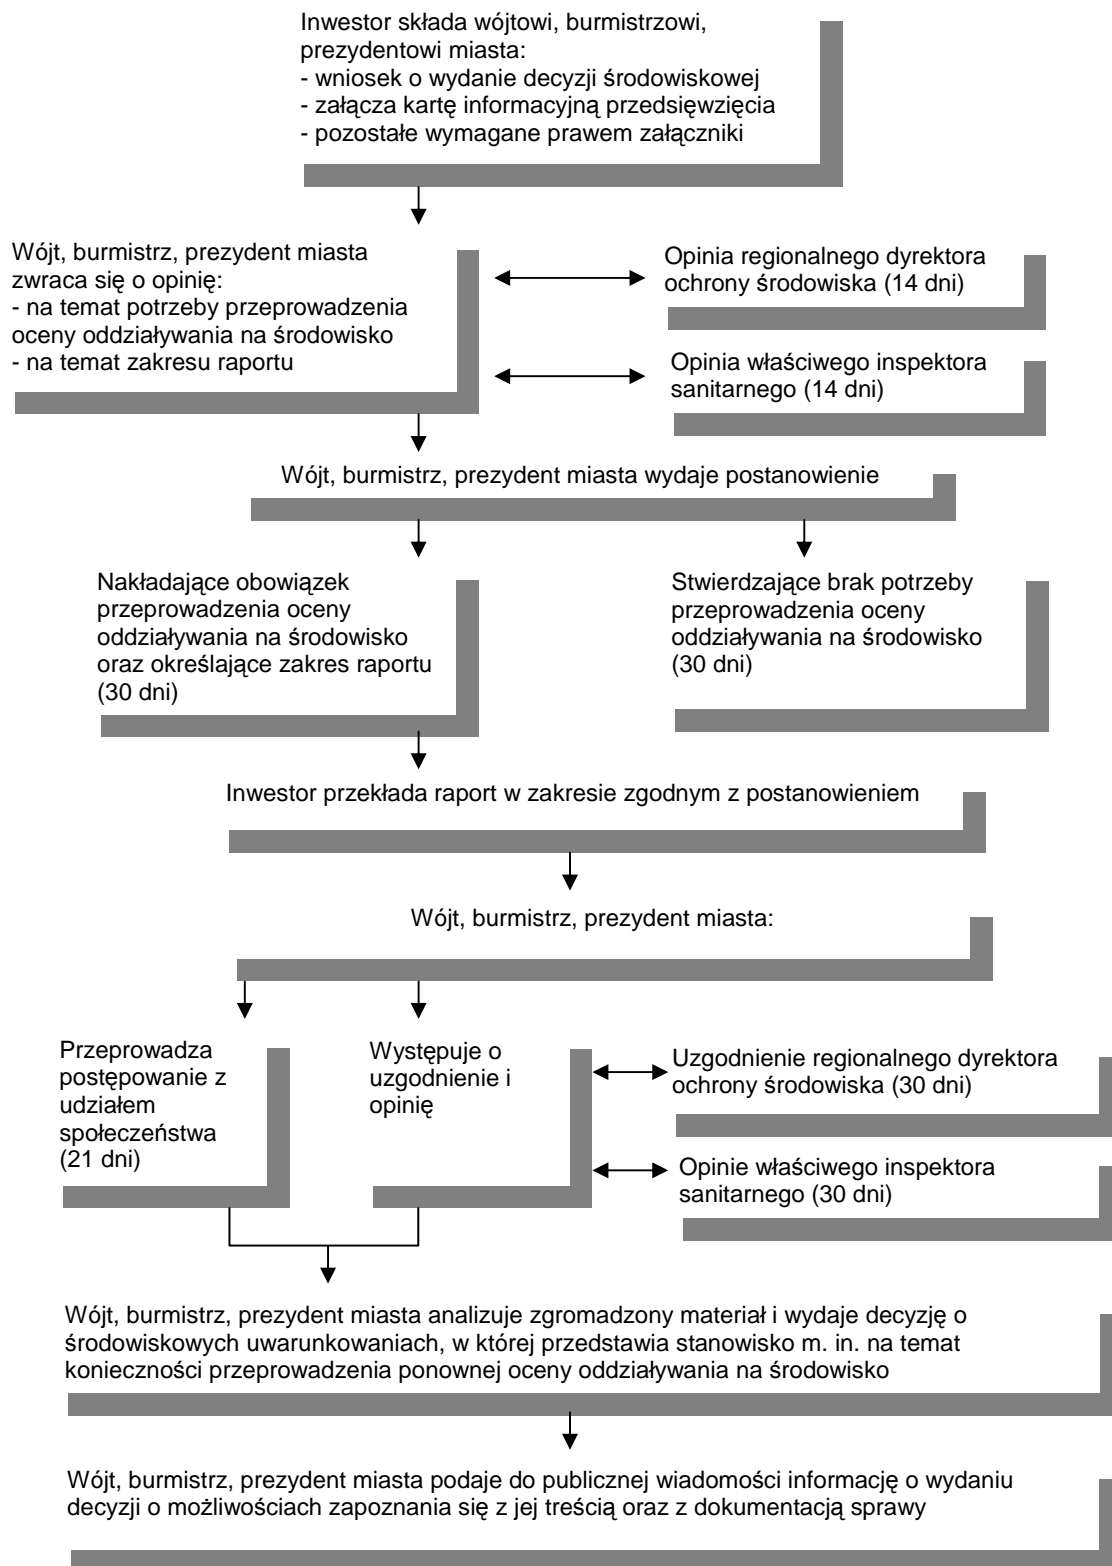 Inwestor składa wójtowi, burmistrzowi,
prezydentowi miasta:
- wniosek o wydanie decyzji środowiskowej
- załącza kartę informacyjną przedsięwzięcia
- pozostałe wymagane prawem załączniki
Wójt, burmistrz, prezydent miasta
zwraca się o opinię:
- na temat potrzeby przeprowadzenia
oceny oddziaływania na środowisko
- na temat zakresu raportu
Opinia regionalnego dyrektora
ochrony środowiska (14 dni)
Opinia właściwego inspektora
sanitarnego (14 dni)
Wójt, burmistrz, prezydent miasta wydaje postanowienie
Nakładające obowiązek
przeprowadzenia oceny
oddziaływania na środowisko
oraz określające zakres raportu
(30 dni)
Stwierdzające brak potrzeby
przeprowadzenia oceny
oddziaływania na środowisko
(30 dni)
Inwestor przekłada raport w zakresie zgodnym z postanowieniem
Wójt, burmistrz, prezydent miasta:
Przeprowadza
postępowanie z
udziałem
społeczeństwa
(21 dni)
Występuje o
uzgodnienie i
opinię
Uzgodnienie regionalnego dyrektora
ochrony środowiska (30 dni)
Opinie właściwego inspektora
sanitarnego (30 dni)
Wójt, burmistrz, prezydent miasta analizuje zgromadzony materiał i wydaje decyzję o
środowiskowych uwarunkowaniach, w której przedstawia stanowisko m. in. na temat
konieczności przeprowadzenia ponownej oceny oddziaływania na środowisko
Wójt, burmistrz, prezydent miasta podaje do publicznej wiadomości informację o wydaniu
decyzji o możliwościach zapoznania się z jej treścią oraz z dokumentacją sprawy